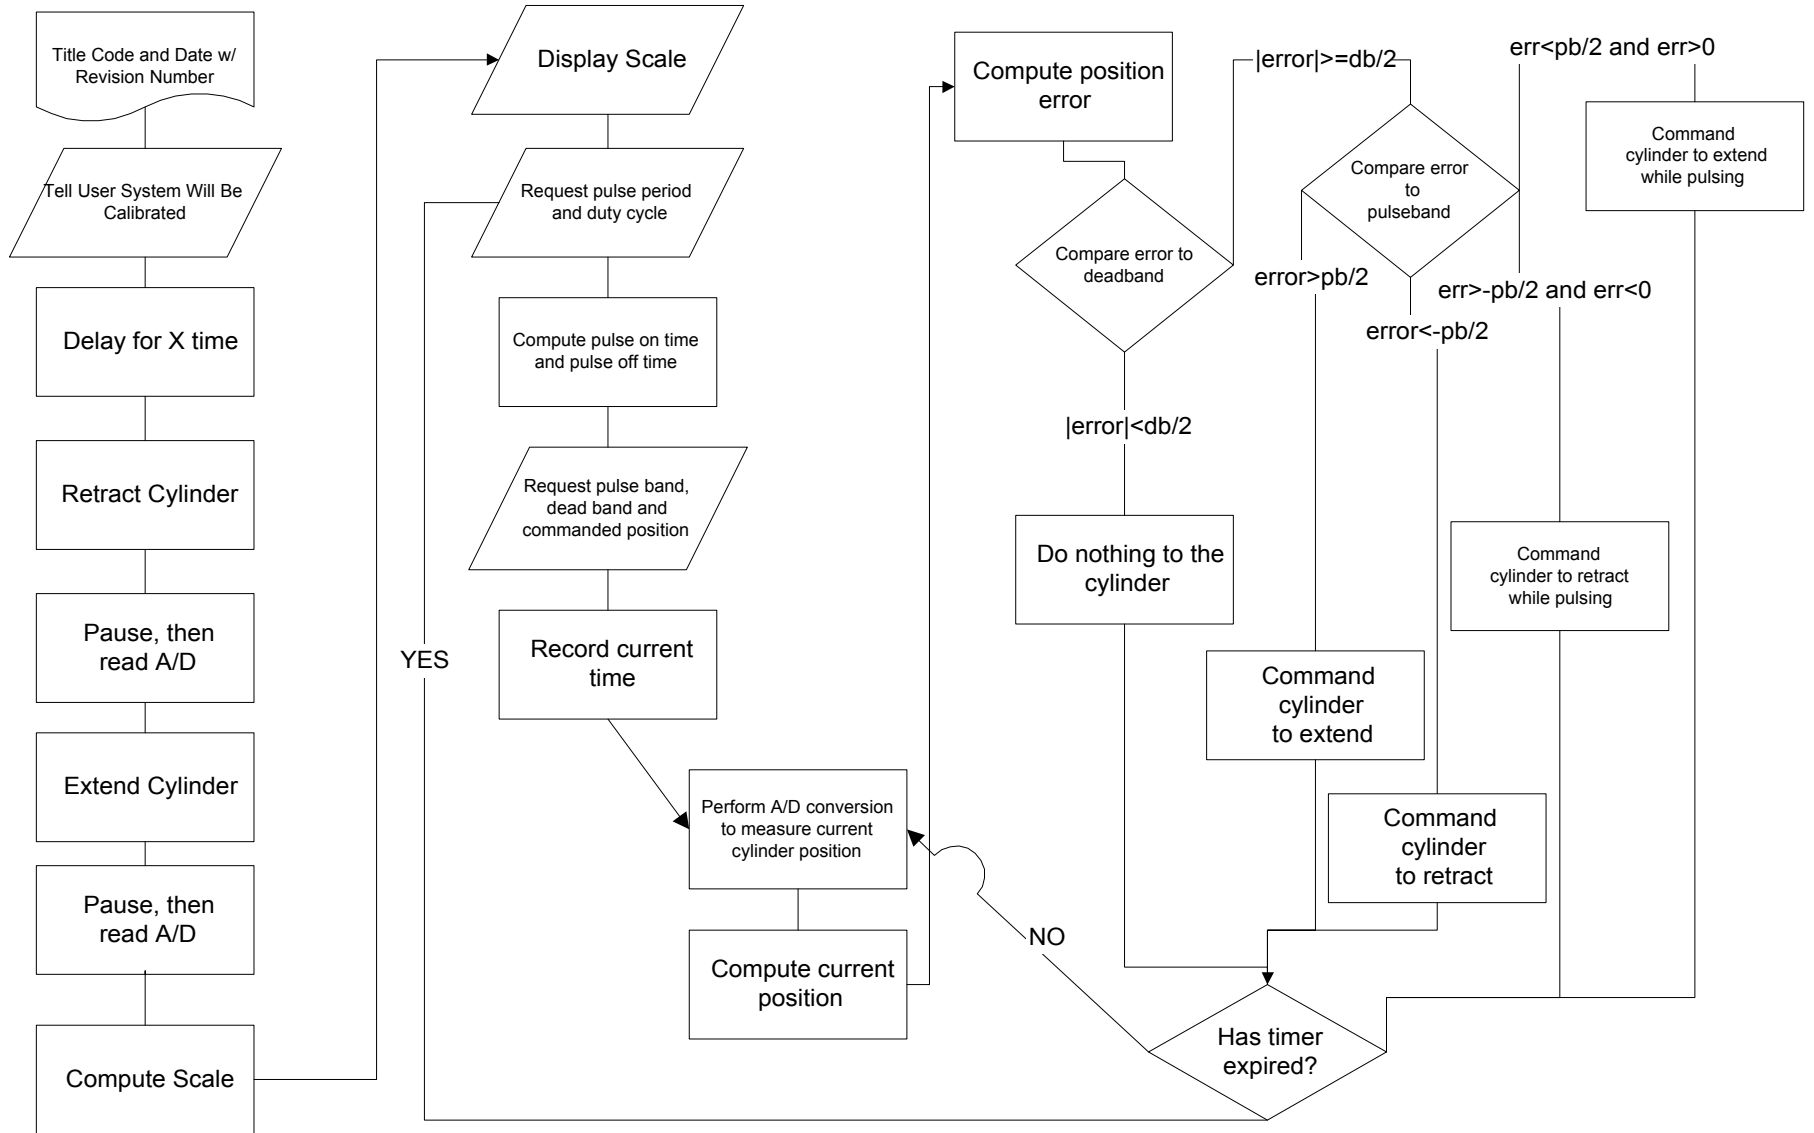 Title Code and Date w/
Revision Number
Tell User System Will Be
Calibrated
Delay for X time
Retract Cylinder
Pause, then
read A/D
Extend Cylinder
Pause, then
read A/D
Compute Scale
Display Scale
Request pulse period
and duty cycle
Compute pulse on time
and pulse off time
Request pulse band,
dead band and
commanded position
YES
Record current
time
Perform A/D conversion
to measure current
cylinder position
Compute current
position
Compute position
error
Compare error to
deadband
|error|<db/2
Do nothing to the
cylinder
|error|>=db/2
Compare error
to
pulseband
error>pb/2
Command
cylinder
to extend
error<-pb/2
Command
cylinder
to retract
err>-pb/2 and err<0
Command
cylinder to retract
while pulsing
err<pb/2 and err>0
Command
cylinder to extend
while pulsing
NO
Has timer
expired?